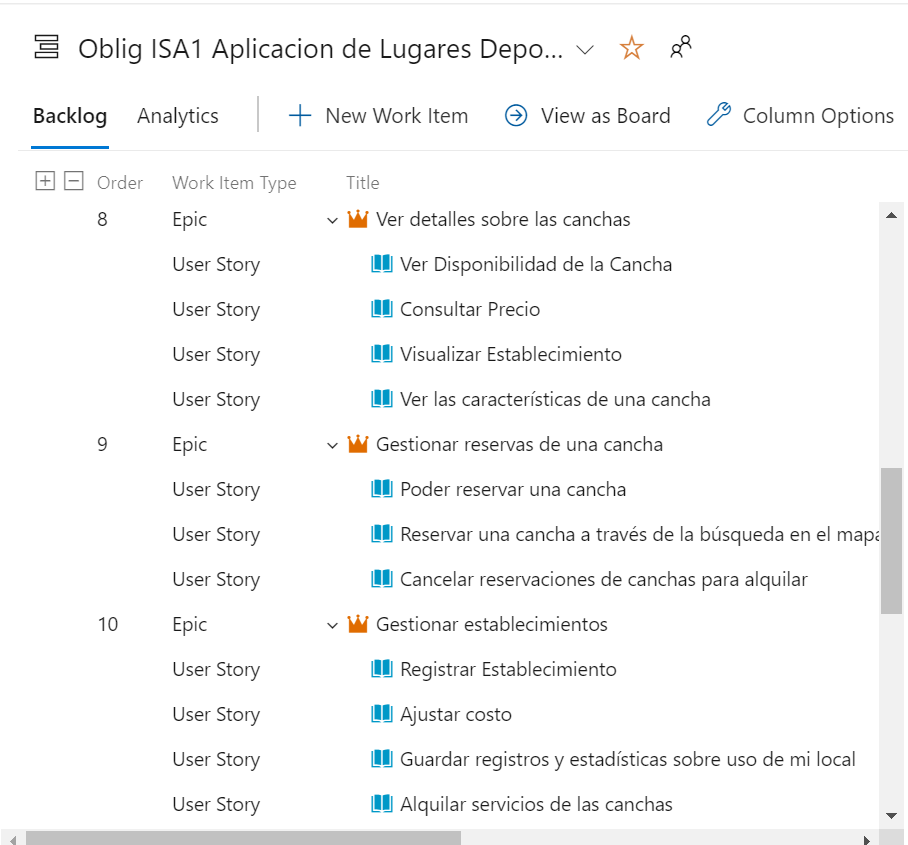 Oblig ISA1 Aplicacion de Lugares Depo...
Backlog Analytics New Work Item View as Board Column Options
Order Work Item Type Title
8 Epic Ver detalles sobre las canchas
User Story Ver Disponibilidad de la Cancha
User Story Consultar Precio
User Story Visualizar Establecimiento
User Story Ver las características de una cancha
9 Epic Gestionar reservas de una cancha
User Story Poder reservar una cancha
User Story Reservar una cancha a través de la búsqueda en el mapa
User Story Cancelar reservaciones de canchas para alquilar
10 Epic Gestionar establecimientos
User Story Registrar Establecimiento
User Story Ajustar costo
User Story Guardar registros y estadísticas sobre uso de mi local
User Story Alquilar servicios de las canchas